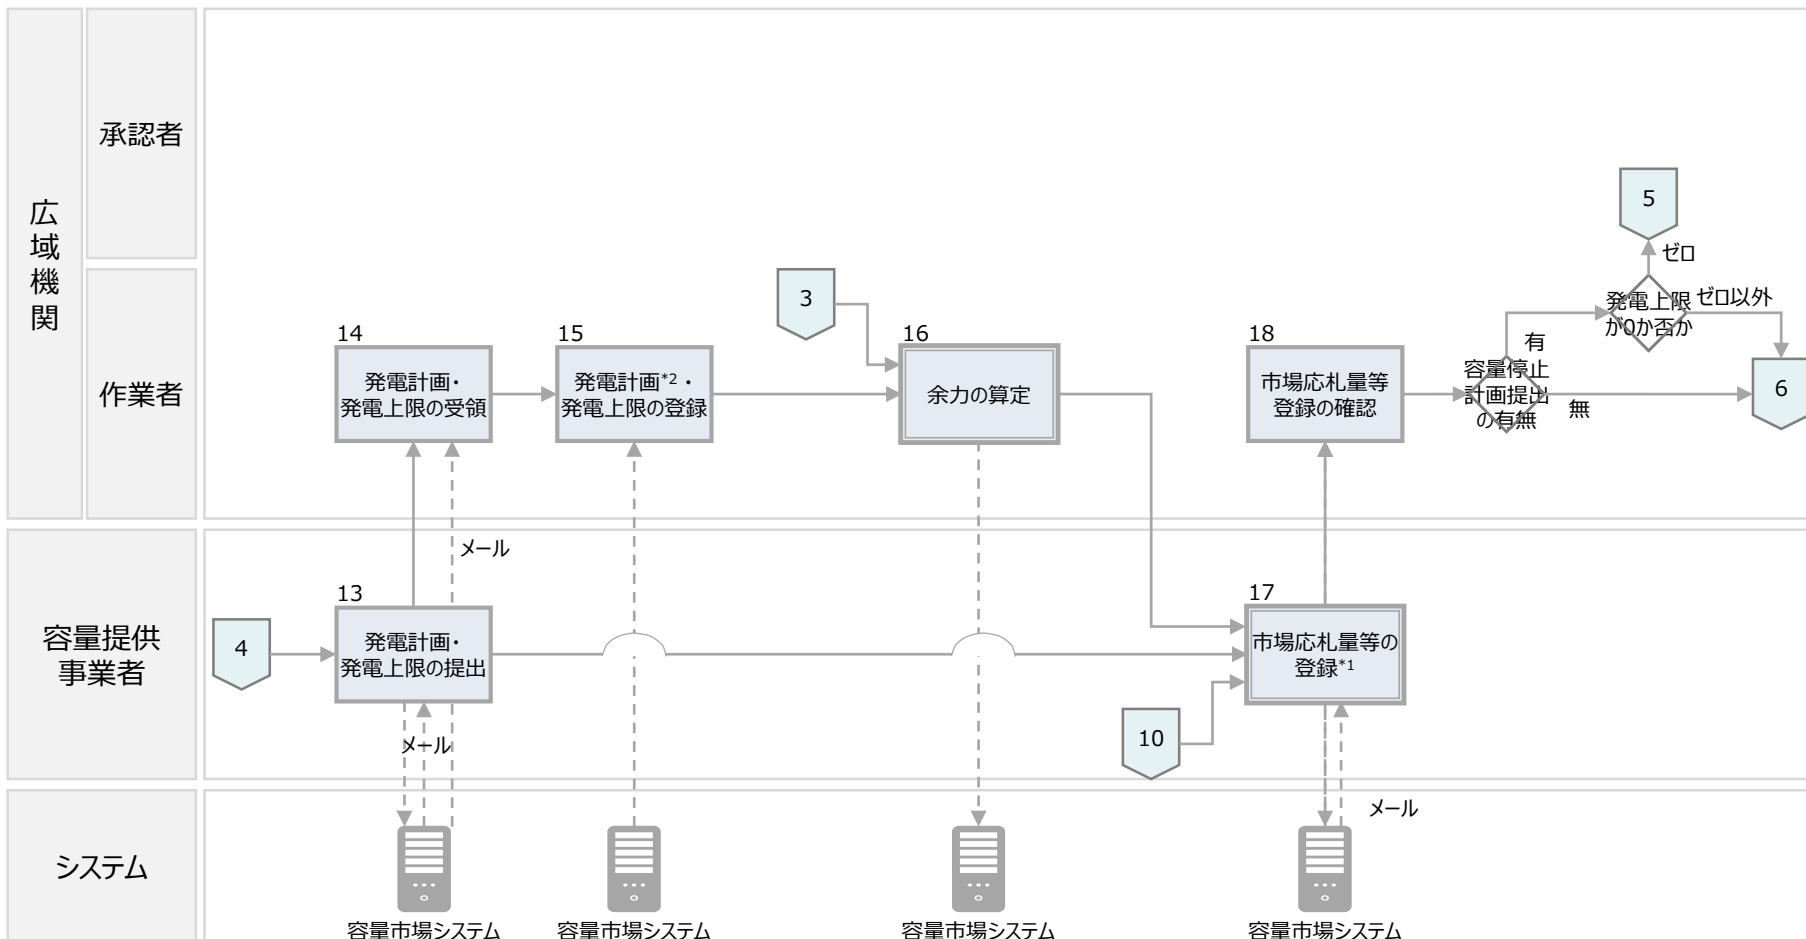 広域機関
承認者
5
ゼロ
作業者
14
発電計画・
発電上限の受領
15
発電計画*2・
発電上限の登録
3
16
余力の算定
18
市場応札量等
登録の確認
容量停止
計画提出
の有無
有
無
発電上限
が0か否か
ゼロ以外
6
容量提供
事業者
4
13
発電計画・
発電上限の提出
メール
メール
10
17
市場応札量等の
登録*1
システム
メール
容量市場システム
容量市場システム
容量市場システム
容量市場システム